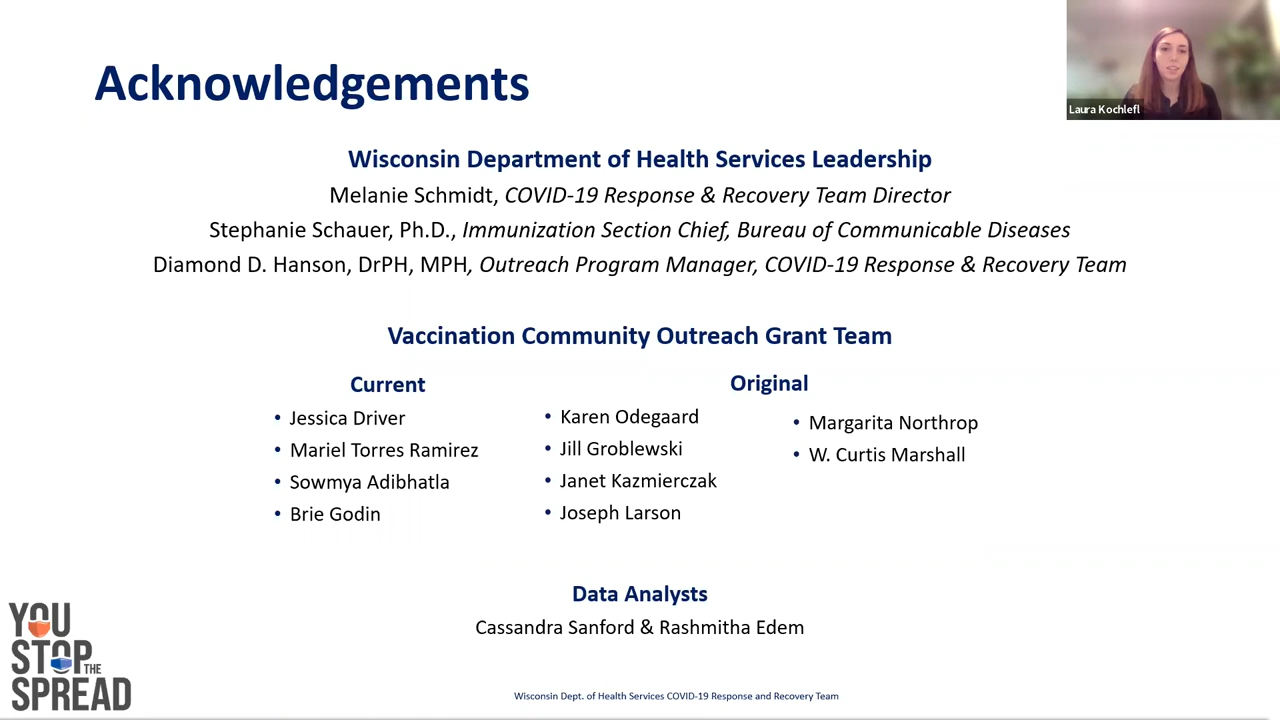 Acknowledgements
Laura Kochlefl
Wisconsin Department of Health Services Leadership
Melanie Schmidt, COVID-19 Response & Recovery Team Director
Stephanie Schauer, Ph.D., Immunization Section Chief, Bureau of Communicable Diseases
Diamond D. Hanson, DrPH, MPH, Outreach Program Manager, COVID-19 Response & Recovery Team
Vaccination Community Outreach Grant Team
Current
• Jessica Driver
• Mariel Torres Ramirez
• Sowmya Adibhatla
• Brie Godin
Original
• Karen Odegaard
• Jill Groblewski
• Janet Kazmierczak
• Joseph Larson
• Margarita Northrop
• W. Curtis Marshall
Data Analysts
Cassandra Sanford & Rashmitha Edem
YOU
STOP THE
SPREAD
Wisconsin Dept. of Health Services COVID-19 Response and Recovery Team